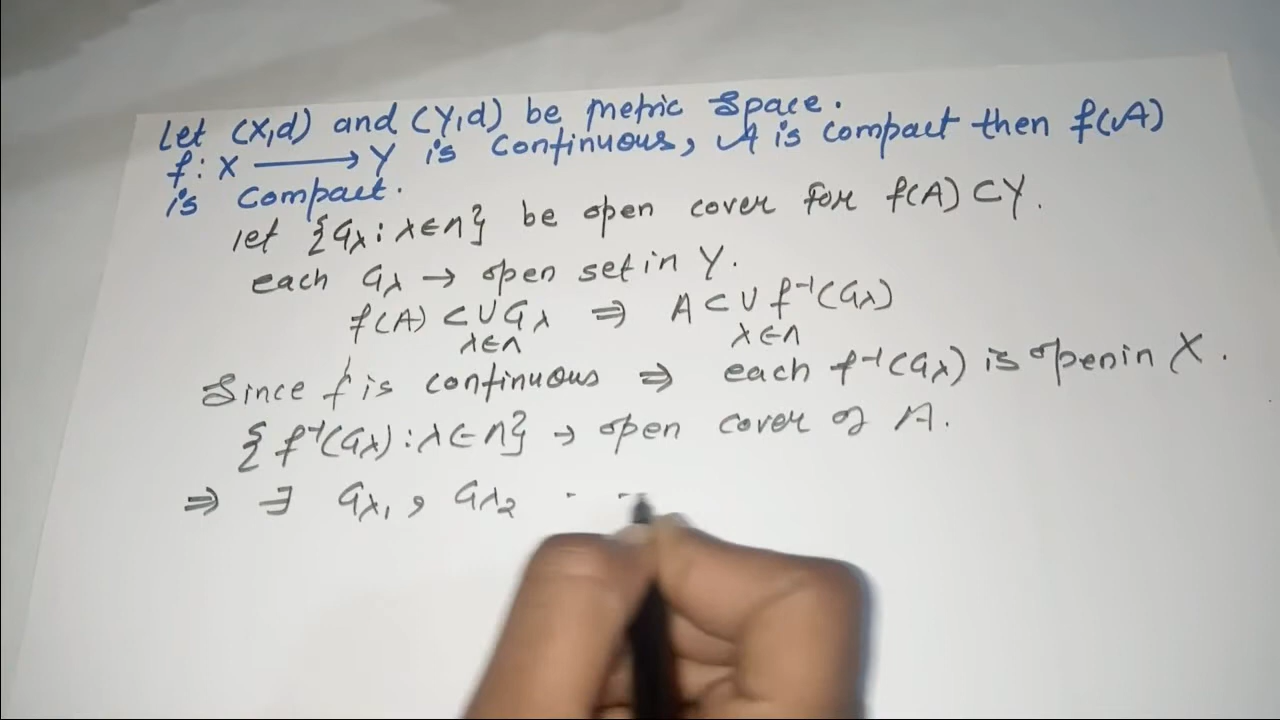 Let (X,d) and (Y,d) be metric space.
f: X ⟶ Y is continuous, A is compact then f(A)
is compact.
let {Gλ : λ∈Λ} be open cover for f(A) ⊂ Y.
each Gλ → open set in Y.
f(A) ⊂ ∪ Gλ ⇒ A ⊂ ∪ f⁻¹(Gλ)
λ∈Λ λ∈Λ
Since f is continuous ⇒ each f⁻¹(Gλ) is open in X.
{f⁻¹(Gλ) : λ∈Λ} → open cover of A.
⇒ ∃ Gλ₁, Gλ₂ - -